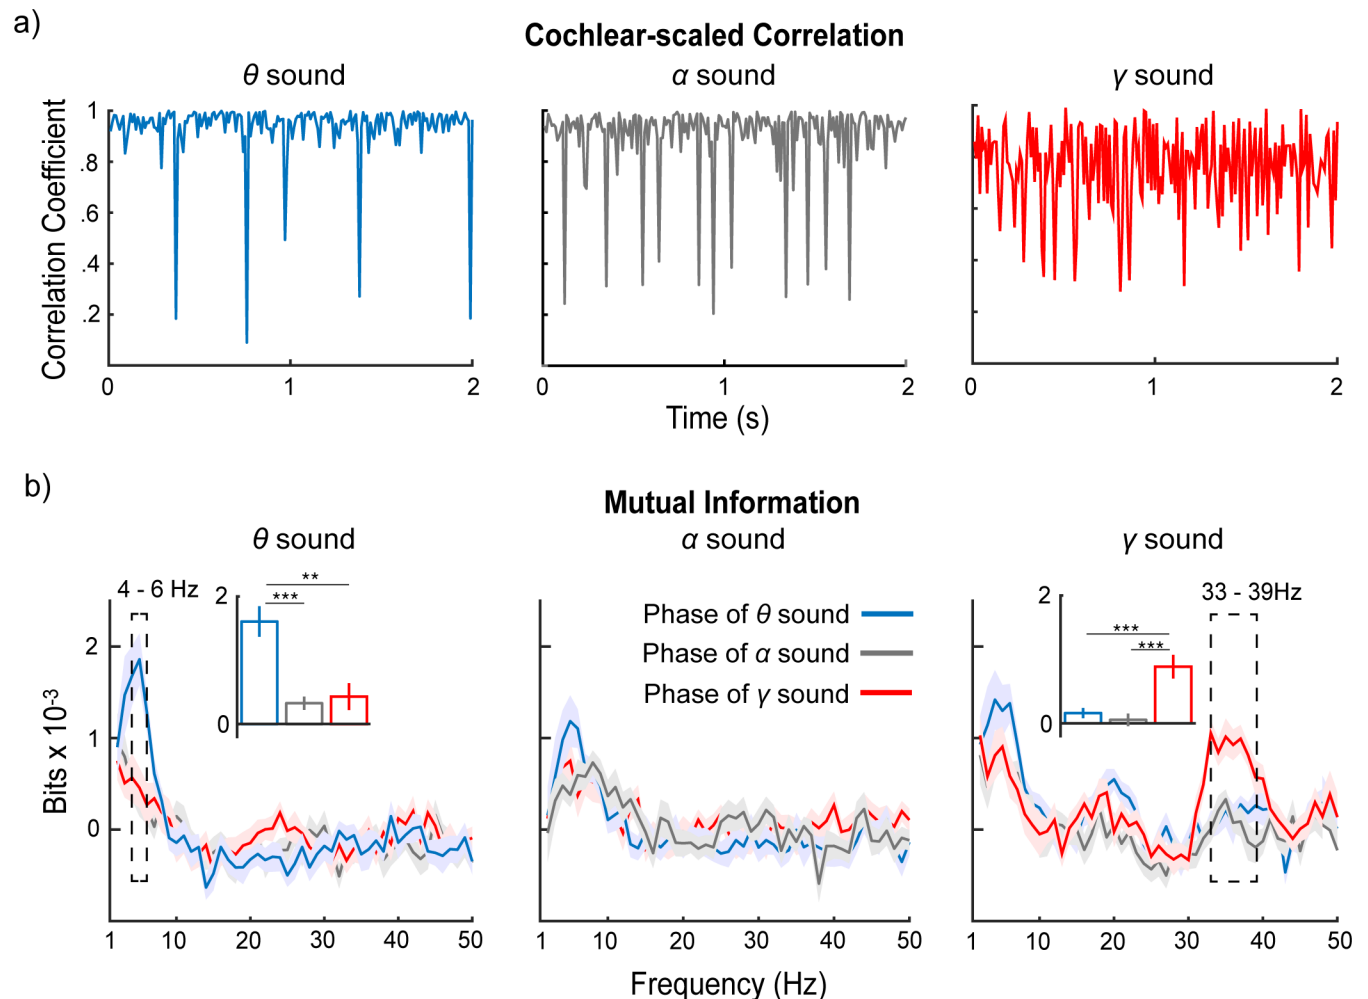 a)
Cochlear-scaled Correlation
θ sound
α sound
γ sound
Correlation Coefficient
1
.8
.6
.4
.2
0
1
2
0
1
2
0
1
2
Time (s)
b)
Mutual Information
θ sound
α sound
γ sound
4 - 6 Hz
**
***
2
0
Phase of θ sound
Phase of α sound
Phase of γ sound
33 - 39Hz
***
***
2
0
Bits x 10-3
2
1
0
1
10
20
30
40
50
1
10
20
30
40
50
1
10
20
30
40
50
Frequency (Hz)